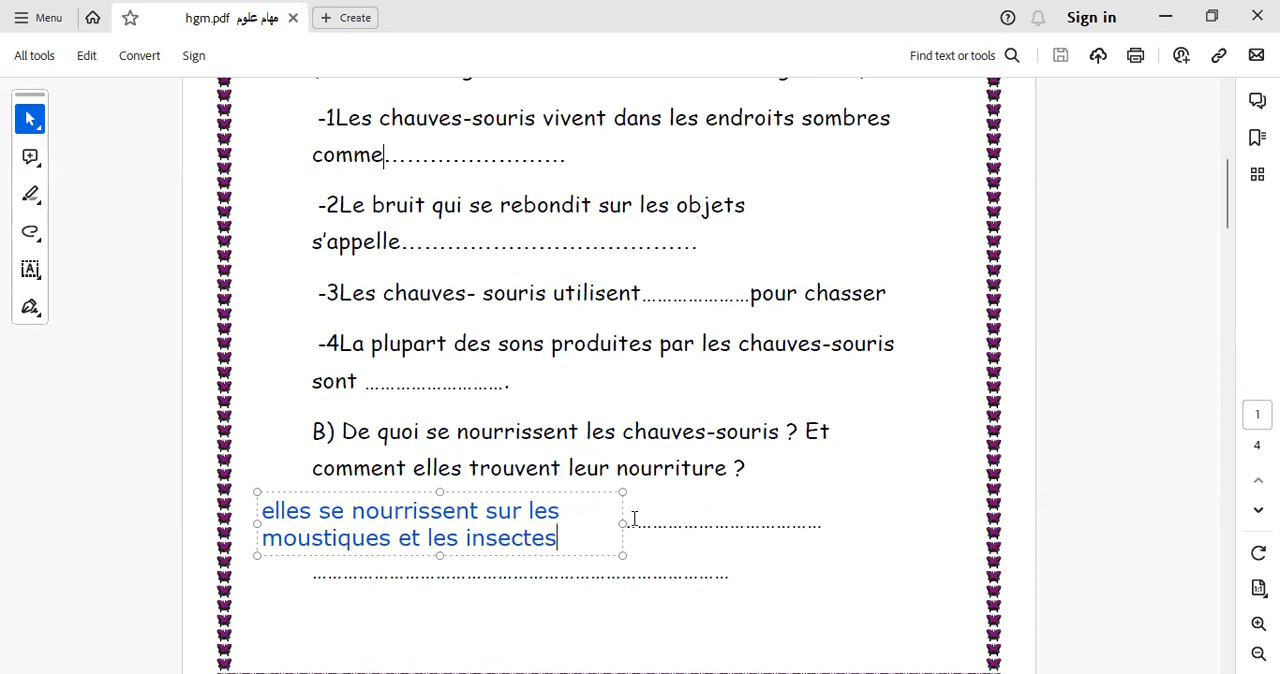 Menu
hgm.pdf مهام علوم
Create
Sign in
All tools
Edit
Convert
Sign
Find text or tools
-1Les chauves-souris vivent dans les endroits sombres
comme........................
-2Le bruit qui se rebondit sur les objets
s’appelle.......................................
-3Les chauves- souris utilisent…………………pour chasser
-4La plupart des sons produites par les chauves-souris
sont ……………………….
B) De quoi se nourrissent les chauves-souris ? Et
comment elles trouvent leur nourriture ?
elles se nourrissent sur les
moustiques et les insectes
…………………………………
………………………………………………………………………
1
4